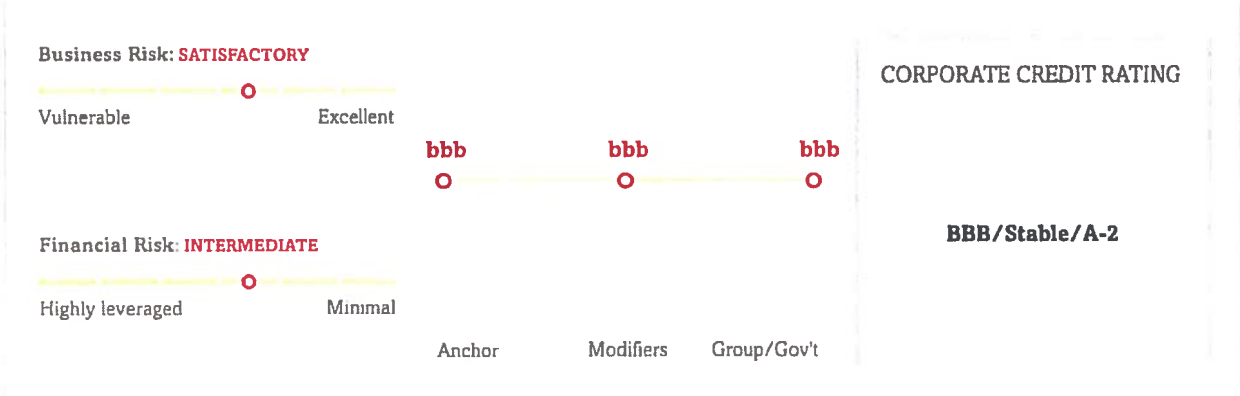 Business Risk: SATISFACTORY
Vulnerable Excellent
Financial Risk: INTERMEDIATE
Highly leveraged Minimal
bbb bbb bbb
Anchor Modifiers Group/Gov't
CORPORATE CREDIT RATING
BBB/Stable/A-2